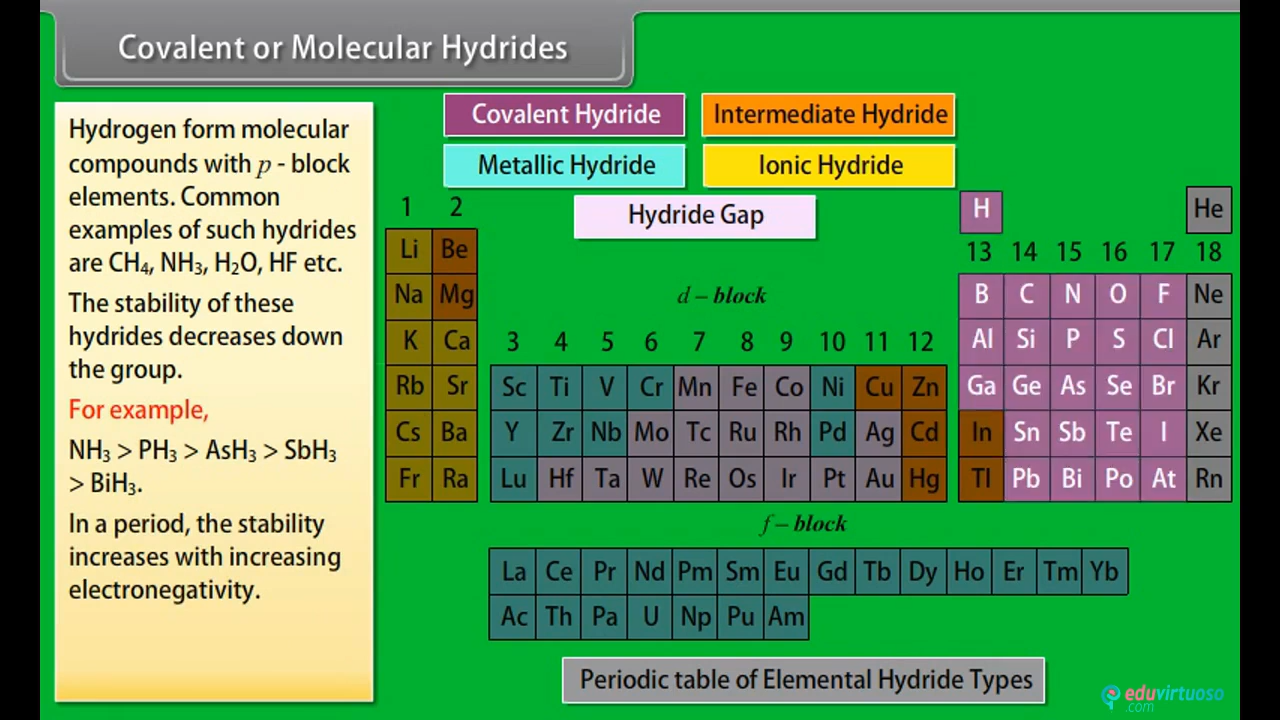 Covalent or Molecular Hydrides
Hydrogen form molecular
compounds with p - block
elements. Common
examples of such hydrides
are CH₄, NH₃, H₂O, HF etc.
The stability of these
hydrides decreases down
the group.
For example,
NH₃ > PH₃ > AsH₃ > SbH₃
> BiH₃.
In a period, the stability
increases with increasing
electronegativity.
Covalent Hydride Intermediate Hydride
Metallic Hydride Ionic Hydride
Hydride Gap
1 2 H He
13 14 15 16 17 18
Li Be
Na Mg d – block B C N O F Ne
K Ca 3 4 5 6 7 8 9 10 11 12 Al Si P S Cl Ar
Rb Sr Sc Ti V Cr Mn Fe Co Ni Cu Zn Ga Ge As Se Br Kr
Cs Ba Y Zr Nb Mo Tc Ru Rh Pd Ag Cd In Sn Sb Te I Xe
Fr Ra Lu Hf Ta W Re Os Ir Pt Au Hg Tl Pb Bi Po At Rn
f – block
La Ce Pr Nd Pm Sm Eu Gd Tb Dy Ho Er Tm Yb
Ac Th Pa U Np Pu Am
Periodic table of Elemental Hydride Types
eduvirtuoso
.com